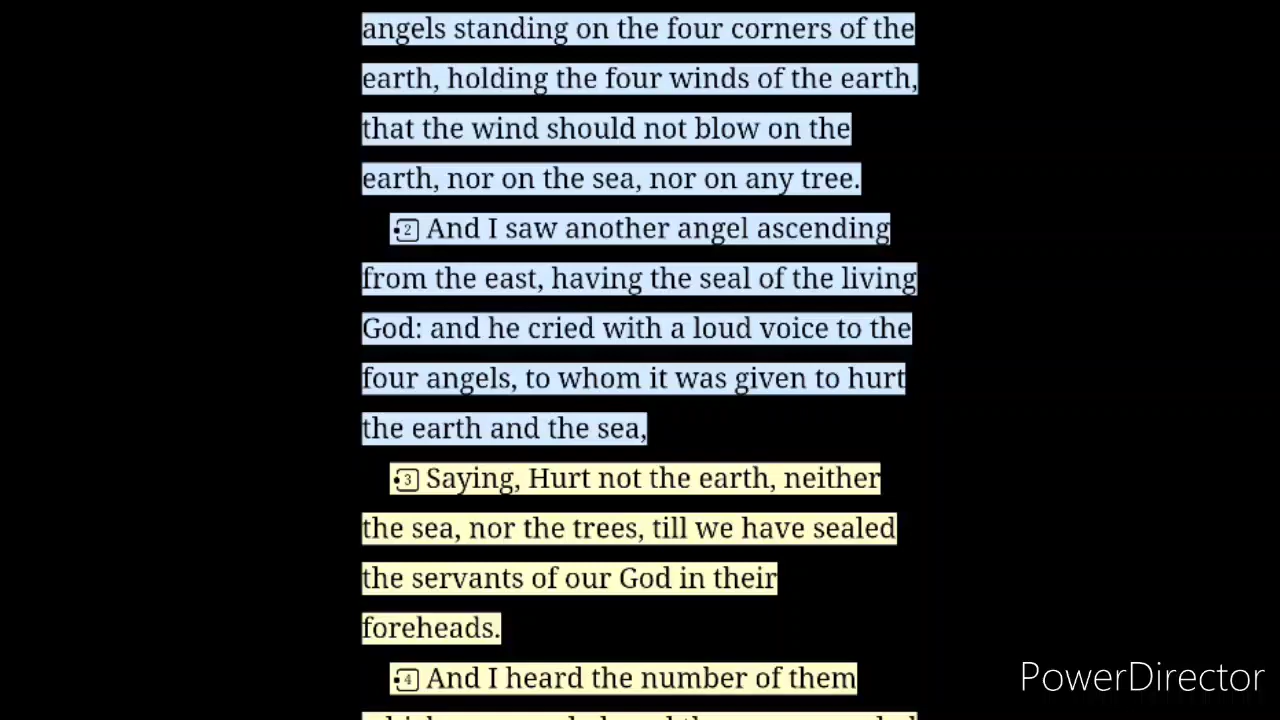 angels standing on the four corners of the
earth, holding the four winds of the earth,
that the wind should not blow on the
earth, nor on the sea, nor on any tree.
2 And I saw another angel ascending
from the east, having the seal of the living
God: and he cried with a loud voice to the
four angels, to whom it was given to hurt
the earth and the sea,
3 Saying, Hurt not the earth, neither
the sea, nor the trees, till we have sealed
the servants of our God in their
foreheads.
4 And I heard the number of them
PowerDirector